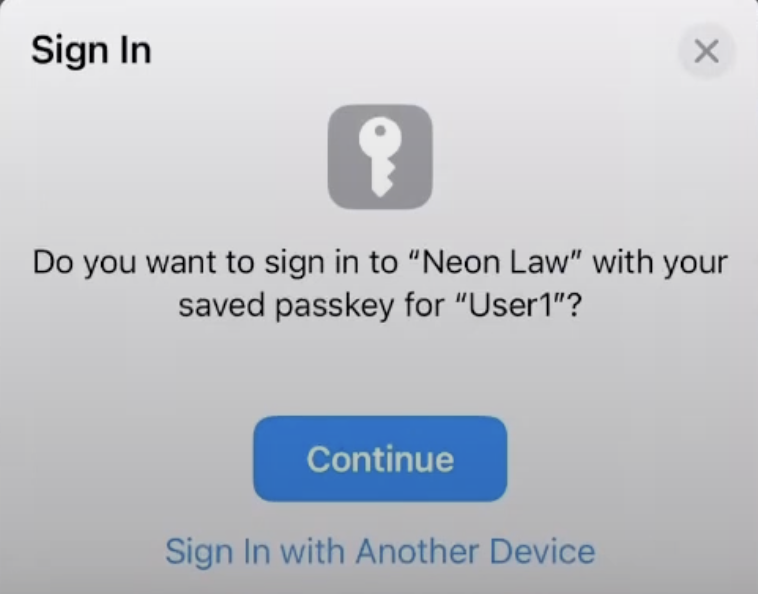 Sign In
Do you want to sign in to “Neon Law” with your
saved passkey for “User1”?
Continue
Sign In with Another Device